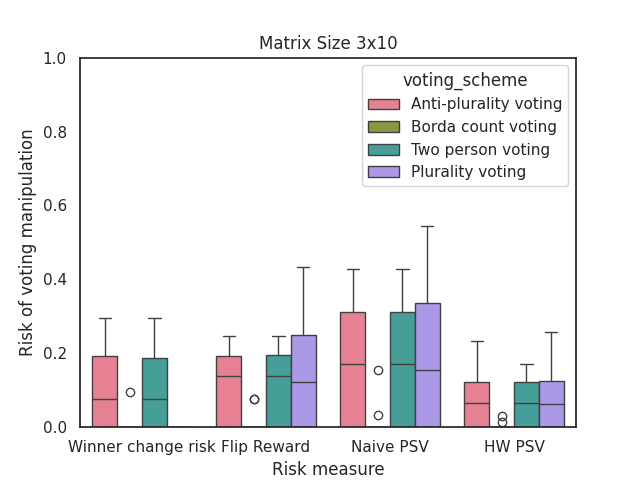 Matrix Size 3x10
Risk of voting manipulation
1.0
0.8
0.6
0.4
0.2
0.0
voting_scheme
Anti-plurality voting
Borda count voting
Two person voting
Plurality voting
Winner change risk Flip Reward Naive PSV HW PSV
Risk measure